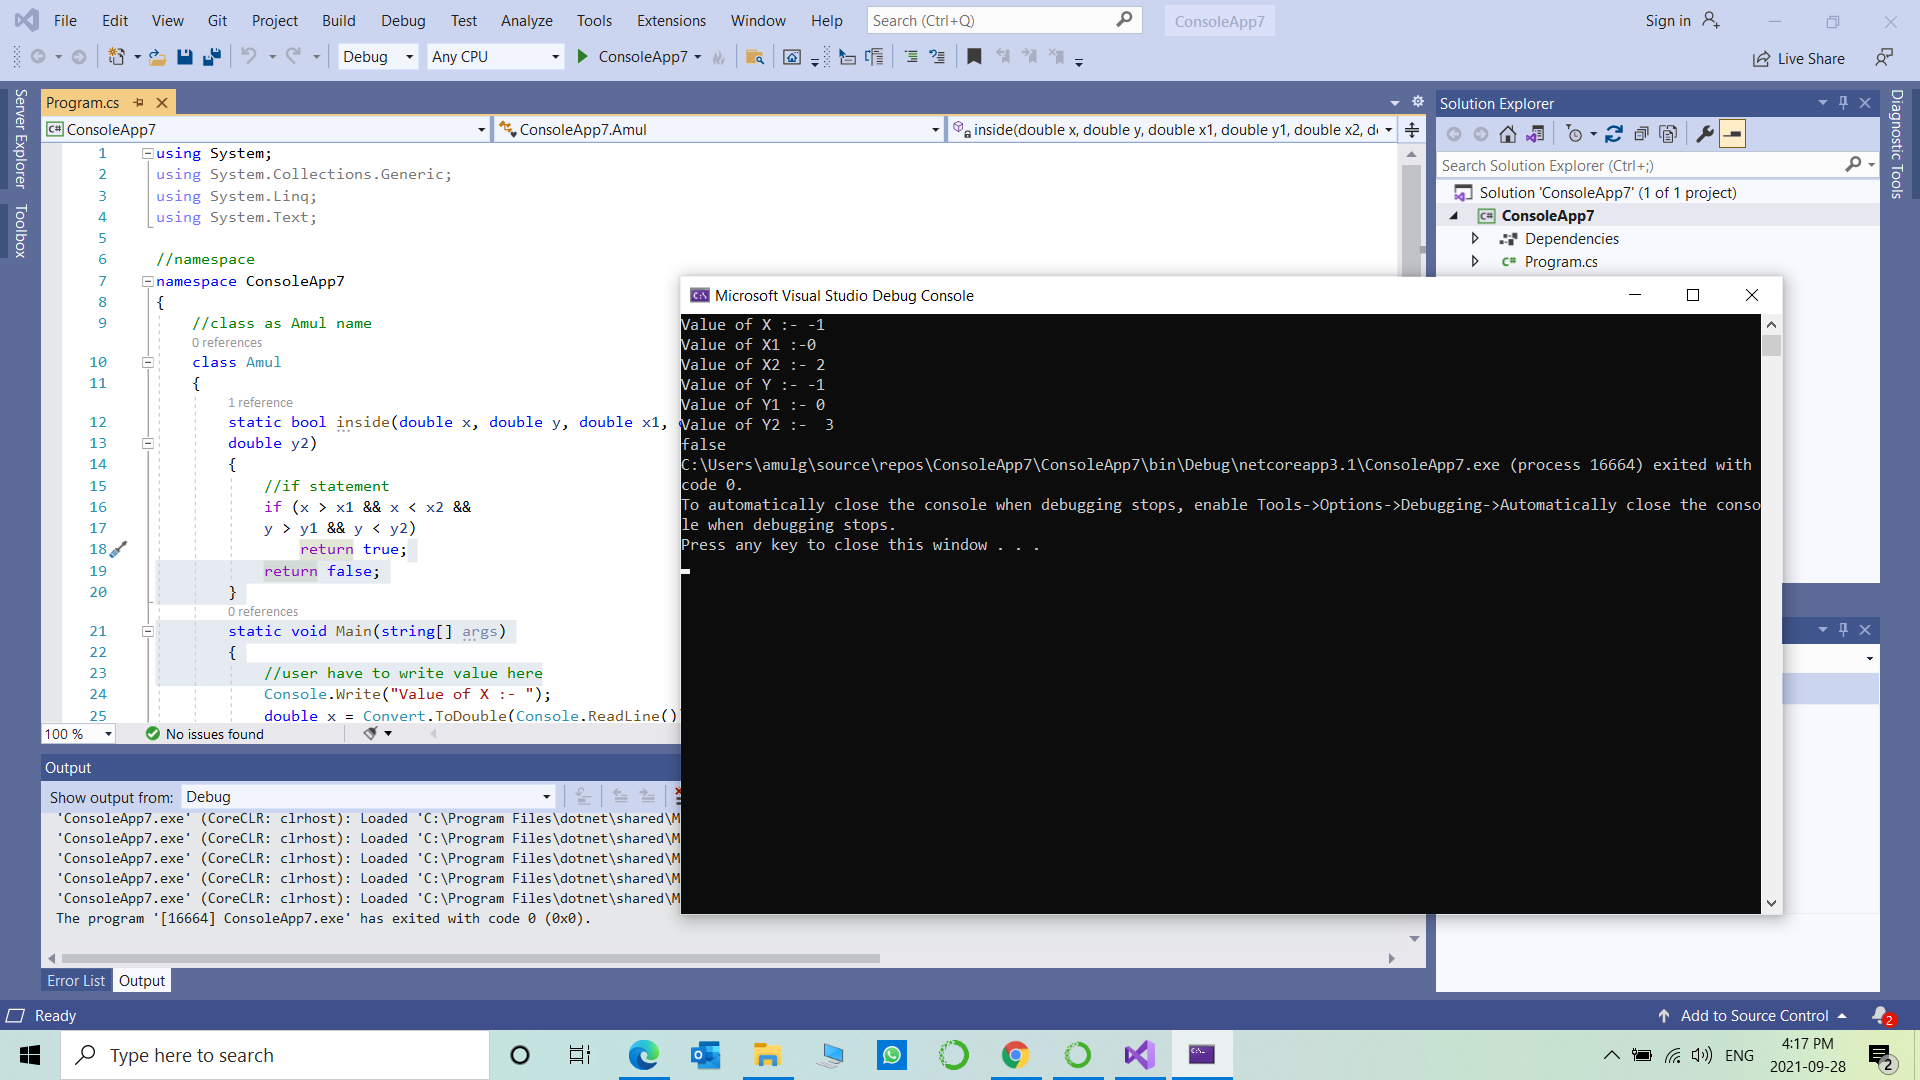 File Edit View Git Project Build Debug Test Analyze Tools Extensions Window Help Search (Ctrl+Q) ConsoleApp7 Sign in
Debug Any CPU ConsoleApp7 Live Share
Server Explorer
Toolbox
Program.cs
ConsoleApp7 ConsoleApp7.Amul inside(double x, double y, double x1, double y1, double x2, d
1 using System;
2 using System.Collections.Generic;
3 using System.Linq;
4 using System.Text;
5
6 //namespace
7 namespace ConsoleApp7
8 {
9 //class as Amul name
0 references
10 class Amul
11 {
1 reference
12 static bool inside(double x, double y, double x1,
13 double y2)
14 {
15 //if statement
16 if (x > x1 && x < x2 &&
17 y > y1 && y < y2)
18 return true;
19 return false;
20 }
0 references
21 static void Main(string[] args)
22 {
23 //user have to write value here
24 Console.Write("Value of X :- ");
25 double x = Convert.ToDouble(Console.ReadLine()
100 % No issues found
Output
Show output from: Debug
'ConsoleApp7.exe' (CoreCLR: clrhost): Loaded 'C:\Program Files\dotnet\shared\M
'ConsoleApp7.exe' (CoreCLR: clrhost): Loaded 'C:\Program Files\dotnet\shared\M
'ConsoleApp7.exe' (CoreCLR: clrhost): Loaded 'C:\Program Files\dotnet\shared\M
'ConsoleApp7.exe' (CoreCLR: clrhost): Loaded 'C:\Program Files\dotnet\shared\M
'ConsoleApp7.exe' (CoreCLR: clrhost): Loaded 'C:\Program Files\dotnet\shared\M
The program '[16664] ConsoleApp7.exe' has exited with code 0 (0x0).
Error List Output
Microsoft Visual Studio Debug Console
Value of X :- -1
Value of X1 :-0
Value of X2 :- 2
Value of Y :- -1
Value of Y1 :- 0
Value of Y2 :-  3
false
C:\Users\amulg\source\repos\ConsoleApp7\ConsoleApp7\bin\Debug\netcoreapp3.1\ConsoleApp7.exe (process 16664) exited with
code 0.
To automatically close the console when debugging stops, enable Tools->Options->Debugging->Automatically close the conso
le when debugging stops.
Press any key to close this window . . .
Solution Explorer
Search Solution Explorer (Ctrl+;)
Solution 'ConsoleApp7' (1 of 1 project)
C# ConsoleApp7
Dependencies
C# Program.cs
Diagnostic Tools
Ready Add to Source Control 2
Type here to search ENG 4:17 PM
2021-09-28 2